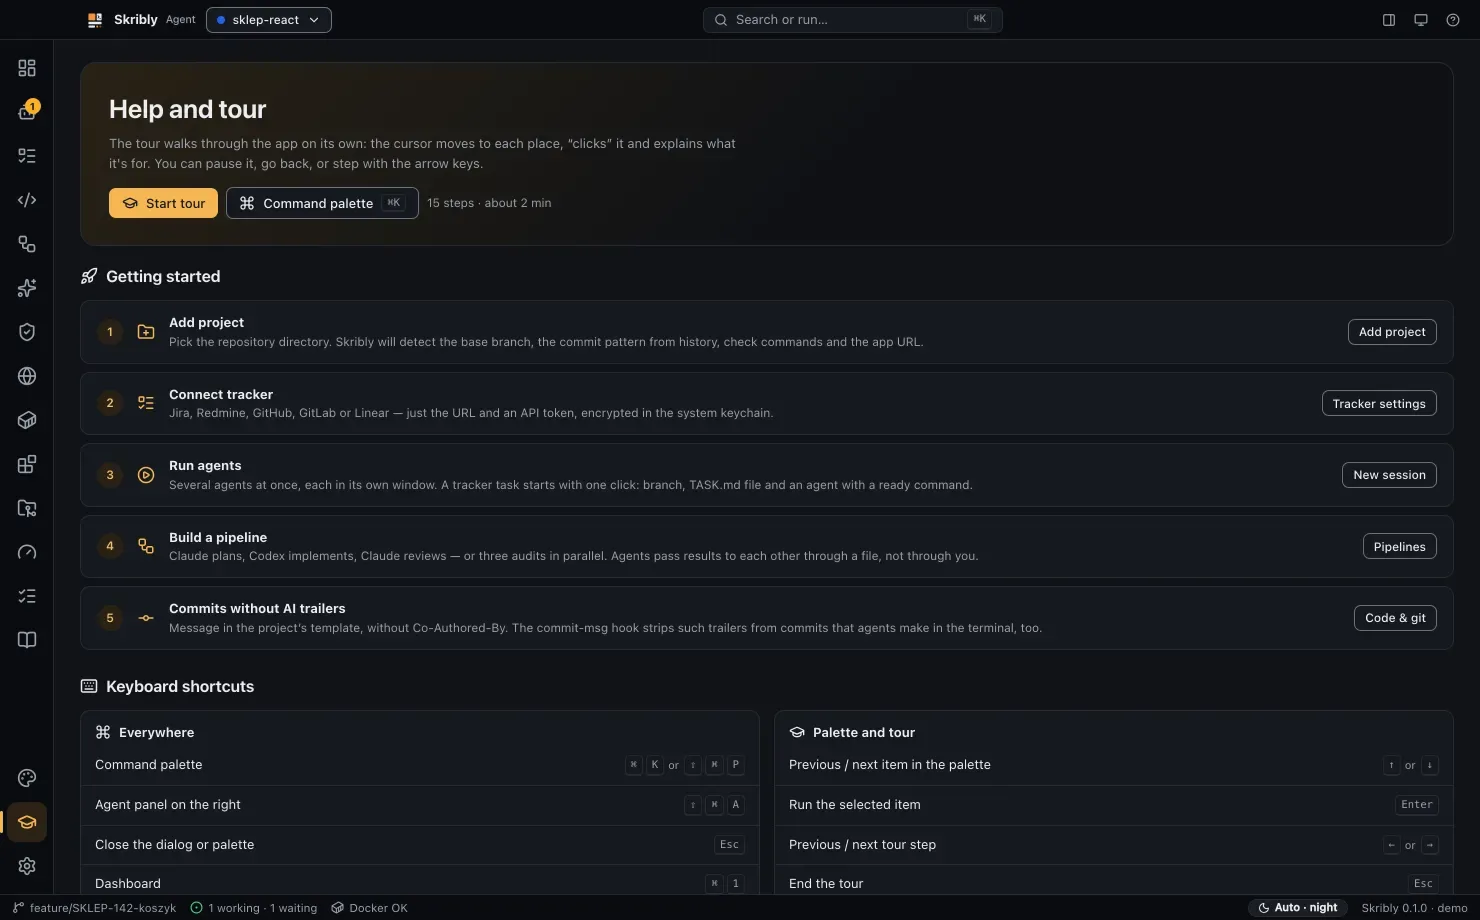 Skribly Agent sklep-react Search or run... ⌘K
1
Help and tour
The tour walks through the app on its own: the cursor moves to each place, “clicks” it and explains what
it's for. You can pause it, go back, or step with the arrow keys.
Start tour Command palette ⌘K 15 steps · about 2 min
Getting started
1 Add project
Pick the repository directory. Skribly will detect the base branch, the commit pattern from history, check commands and the app URL.
Add project
2 Connect tracker
Jira, Redmine, GitHub, GitLab or Linear — just the URL and an API token, encrypted in the system keychain.
Tracker settings
3 Run agents
Several agents at once, each in its own window. A tracker task starts with one click: branch, TASK.md file and an agent with a ready command.
New session
4 Build a pipeline
Claude plans, Codex implements, Claude reviews — or three audits in parallel. Agents pass results to each other through a file, not through you.
Pipelines
5 Commits without AI trailers
Message in the project's template, without Co-Authored-By. The commit-msg hook strips such trailers from commits that agents make in the terminal, too.
Code & git
Keyboard shortcuts
Everywhere
Command palette ⌘ K or ⇧ ⌘ P
Agent panel on the right ⇧ ⌘ A
Close the dialog or palette Esc
Dashboard ⌘ 1
Palette and tour
Previous / next item in the palette ↑ or ↓
Run the selected item Enter
Previous / next tour step ← or →
End the tour Esc
feature/SKLEP-142-koszyk 1 working · 1 waiting Docker OK Auto · night Skribly 0.1.0 · demo